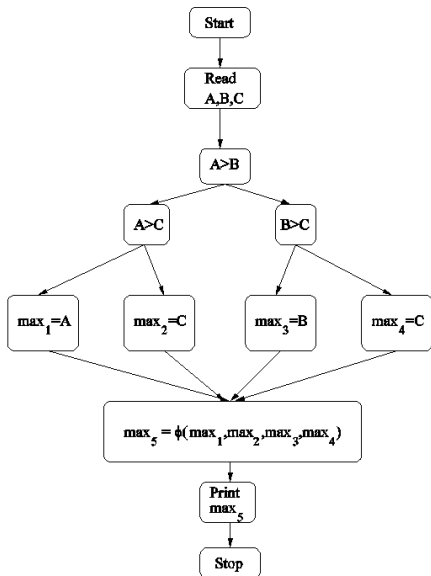 Start
Read
A,B,C
A>B
A>C
B>C
max₁=A
max₂=C
max₃=B
max₄=C
max₅ = ϕ(max₁,max₂,max₃,max₄)
Print
max₅
Stop